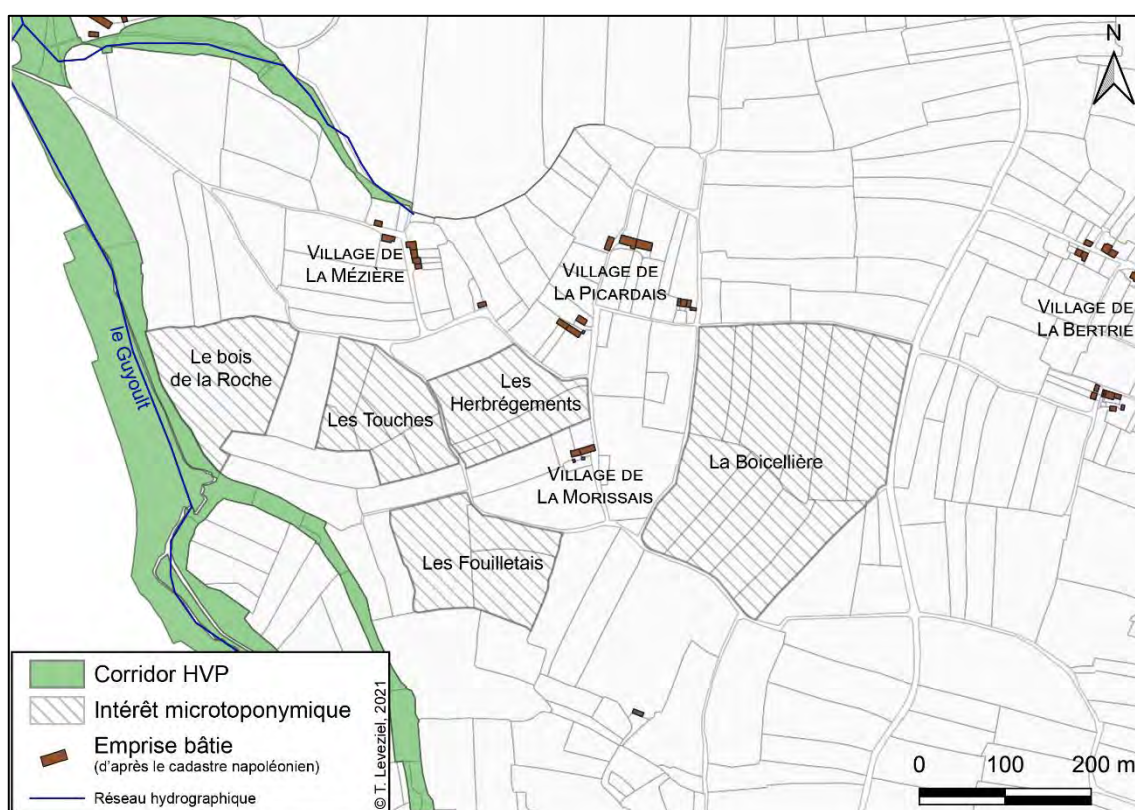 N
VILLAGE DE
LA MÉZIÈRE
VILLAGE DE
LA PICARDAIS
VILLAGE DE
LA BERTRIE
le Guyoult
Le bois
de la Roche
Les Touches
Les
Herbrégements
La Boicellière
VILLAGE DE
LA MORISSAIS
Les Fouilletais
Corridor HVP
Intérêt microtoponymique
Emprise bâtie
(d'après le cadastre napoléonien)
Réseau hydrographique
© T. Leveziel, 2021
0 100 200 m